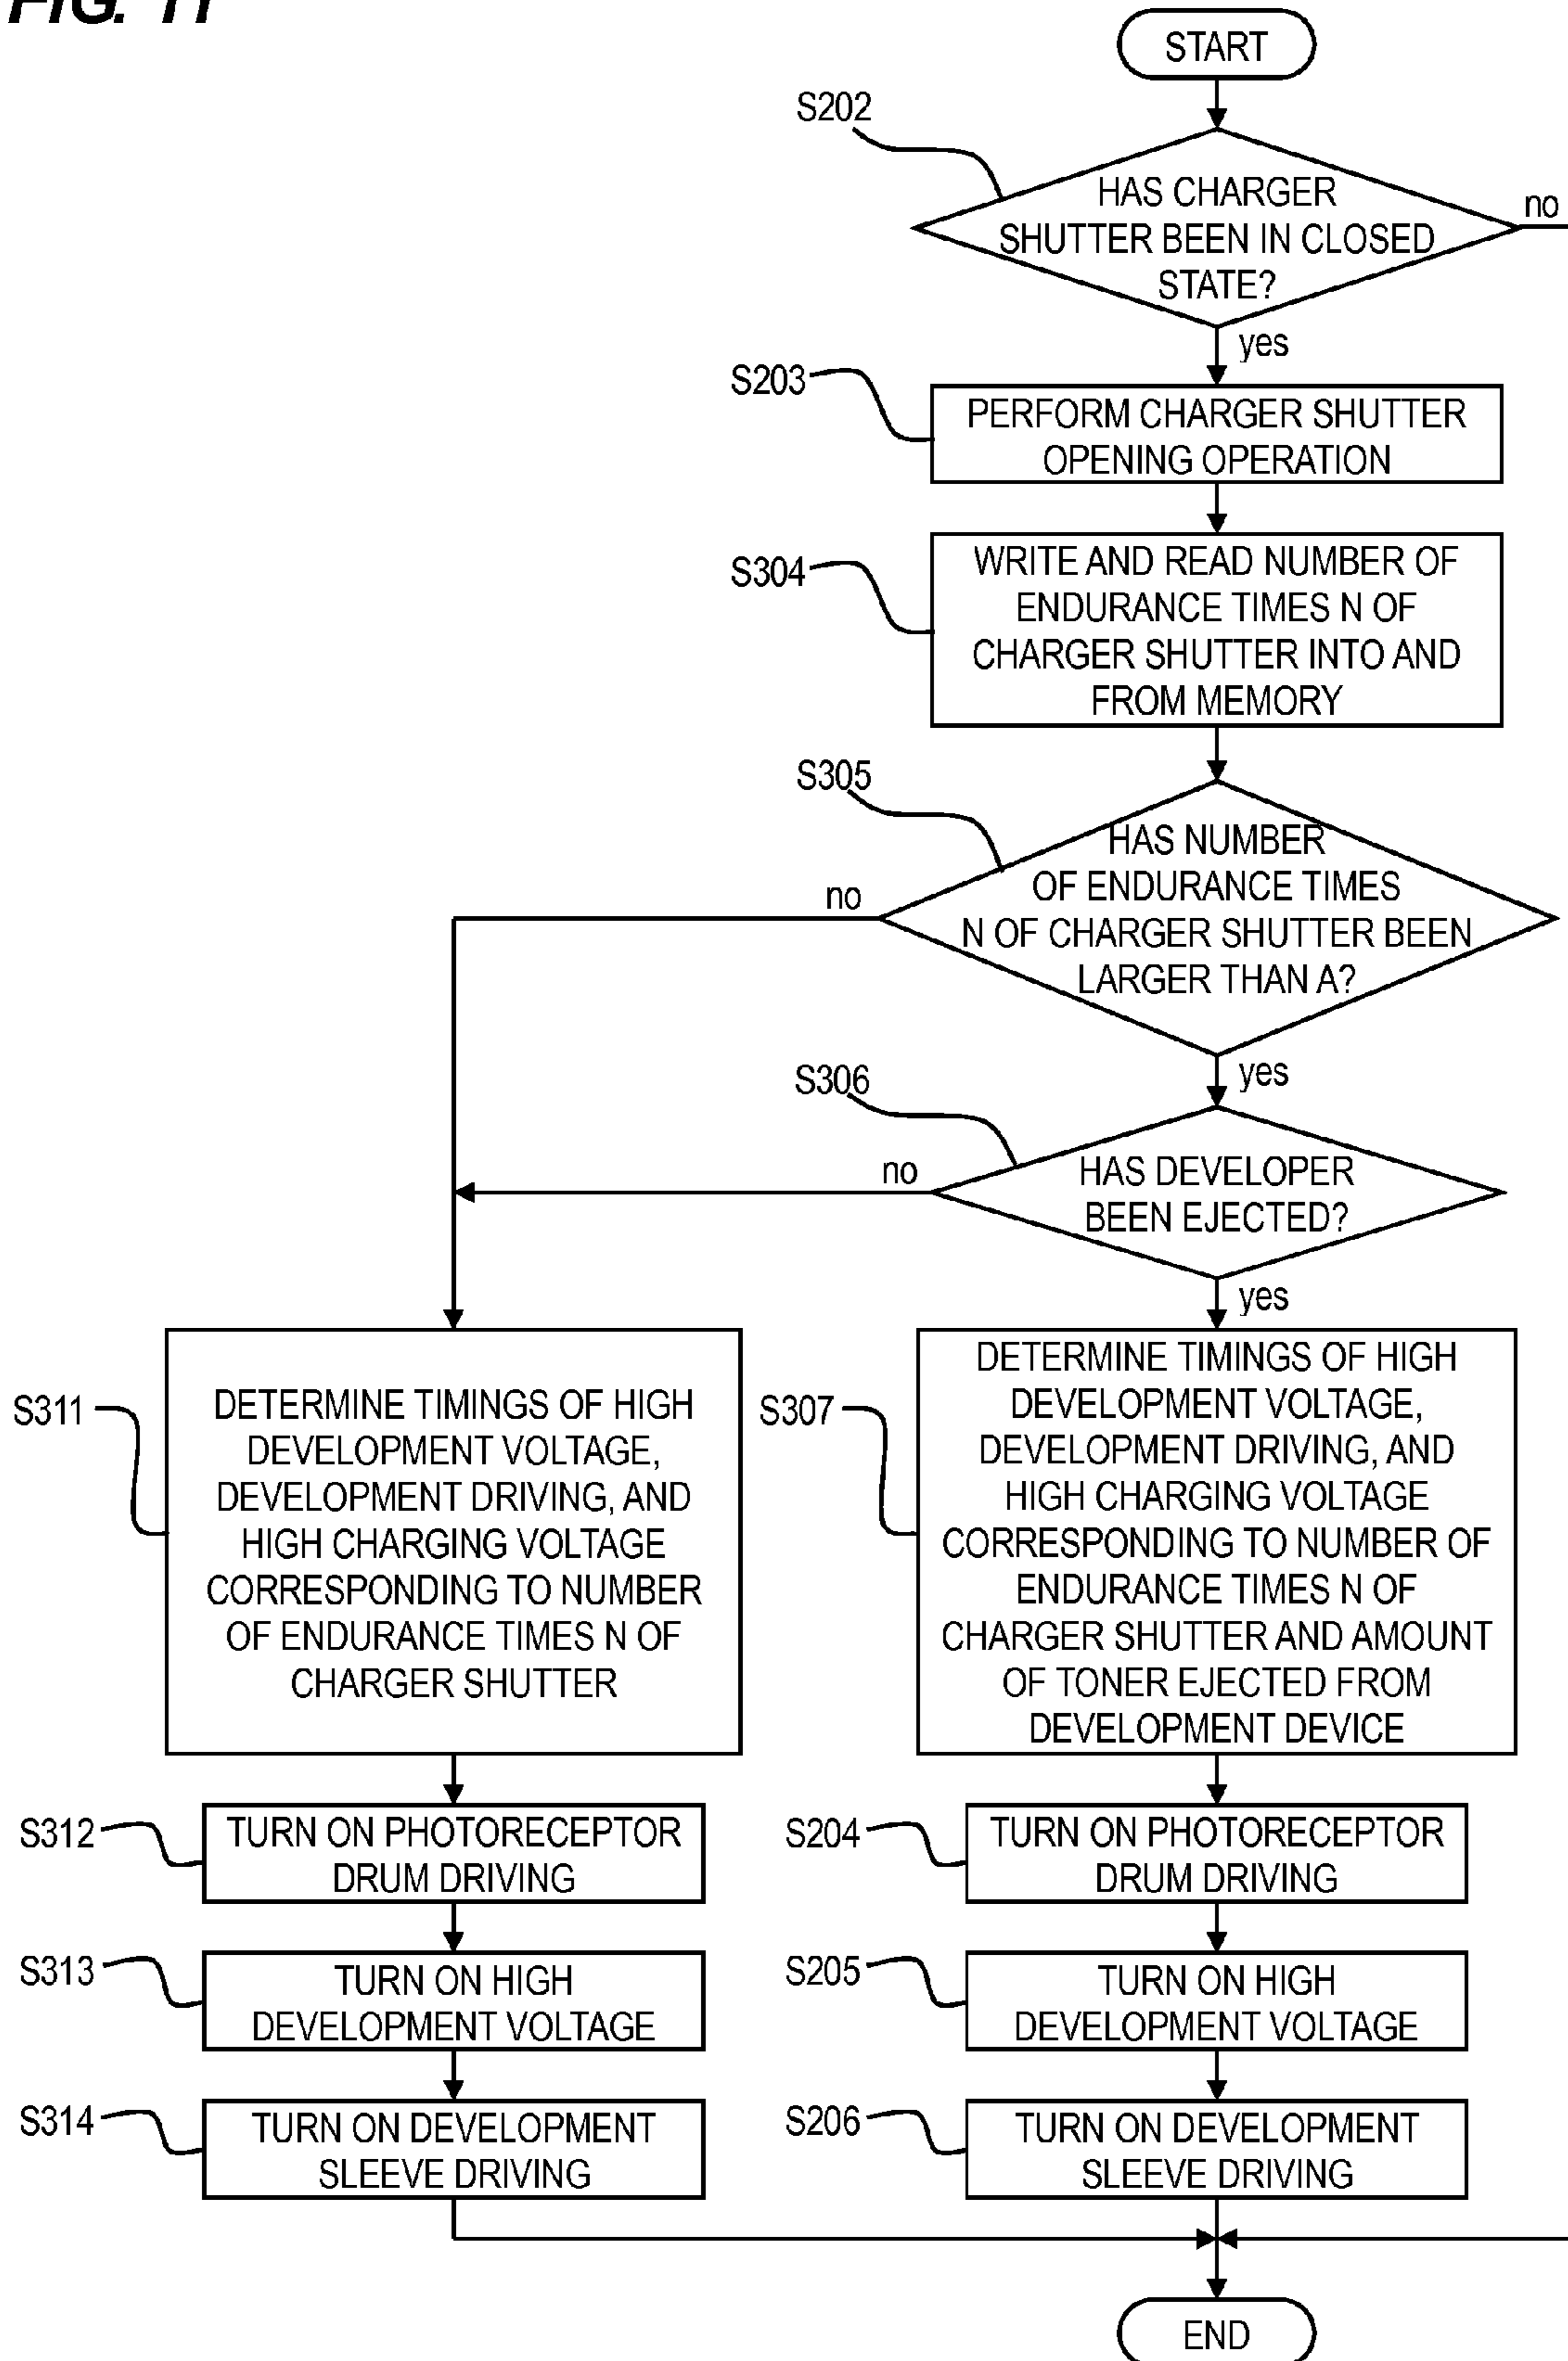 FIG. 11
START
S202
HAS CHARGER
SHUTTER BEEN IN CLOSED
STATE?
no
yes
S203
PERFORM CHARGER SHUTTER
OPENING OPERATION
S304
WRITE AND READ NUMBER OF
ENDURANCE TIMES N OF
CHARGER SHUTTER INTO AND
FROM MEMORY
S305
HAS NUMBER
OF ENDURANCE TIMES
N OF CHARGER SHUTTER BEEN
LARGER THAN A?
no
yes
S306
HAS DEVELOPER
BEEN EJECTED?
no
yes
S311
DETERMINE TIMINGS OF HIGH
DEVELOPMENT VOLTAGE,
DEVELOPMENT DRIVING, AND
HIGH CHARGING VOLTAGE
CORRESPONDING TO NUMBER
OF ENDURANCE TIMES N OF
CHARGER SHUTTER
S307
DETERMINE TIMINGS OF HIGH
DEVELOPMENT VOLTAGE,
DEVELOPMENT DRIVING, AND
HIGH CHARGING VOLTAGE
CORRESPONDING TO NUMBER OF
ENDURANCE TIMES N OF
CHARGER SHUTTER AND AMOUNT
OF TONER EJECTED FROM
DEVELOPMENT DEVICE
S312
TURN ON PHOTORECEPTOR
DRUM DRIVING
S204
TURN ON PHOTORECEPTOR
DRUM DRIVING
S313
TURN ON HIGH
DEVELOPMENT VOLTAGE
S205
TURN ON HIGH
DEVELOPMENT VOLTAGE
S314
TURN ON DEVELOPMENT
SLEEVE DRIVING
S206
TURN ON DEVELOPMENT
SLEEVE DRIVING
END